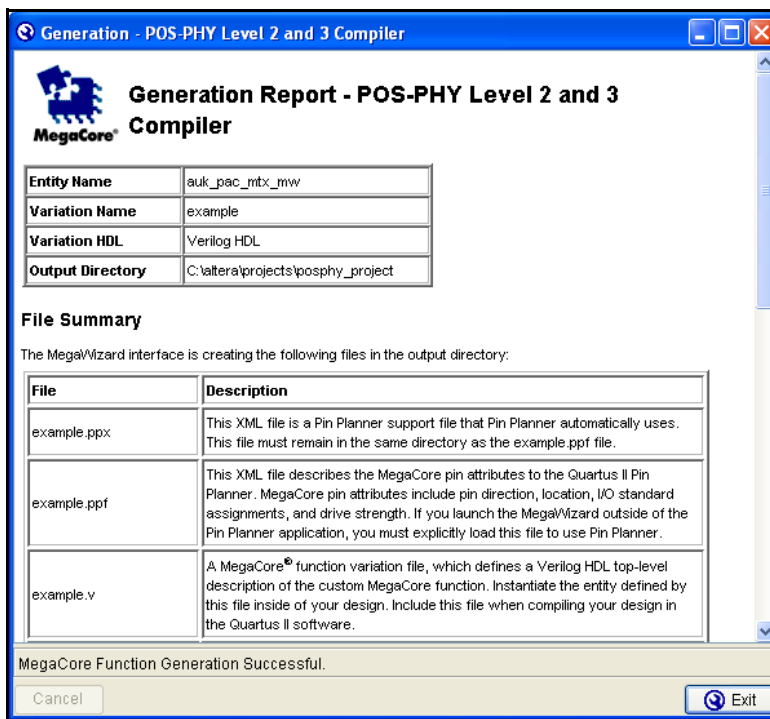 Generation - POS-PHY Level 2 and 3 Compiler
MegaCore®
Generation Report - POS-PHY Level 2 and 3
Compiler
Entity Name auk_pac_mtx_mw
Variation Name example
Variation HDL Verilog HDL
Output Directory C:\altera\projects\posphy_project
File Summary
The MegaWizard interface is creating the following files in the output directory:
File Description
example.ppx
This XML file is a Pin Planner support file that Pin Planner automatically uses.
This file must remain in the same directory as the example.ppf file.
example.ppf
This XML file describes the MegaCore pin attributes to the Quartus II Pin
Planner. MegaCore pin attributes include pin direction, location, I/O standard
assignments, and drive strength. If you launch the MegaWizard outside of the
Pin Planner application, you must explicitly load this file to use Pin Planner.
example.v
A MegaCore® function variation file, which defines a Verilog HDL top-level
description of the custom MegaCore function. Instantiate the entity defined by
this file inside of your design. Include this file when compiling your design in
the Quartus II software.
MegaCore Function Generation Successful.
Cancel
Exit